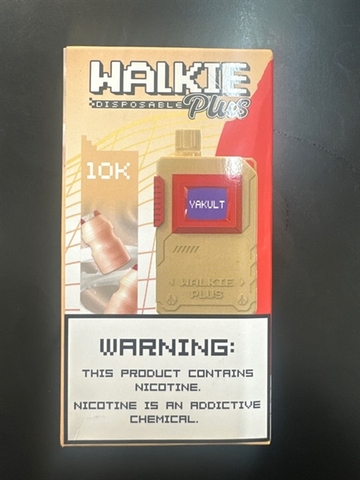 WALKIE
DISPOSABLE Plus
10K
YAKULT
WALKIE
PLUS
WARNING:
THIS PRODUCT CONTAINS
NICOTINE.
NICOTINE IS AN ADDICTIVE
CHEMICAL.